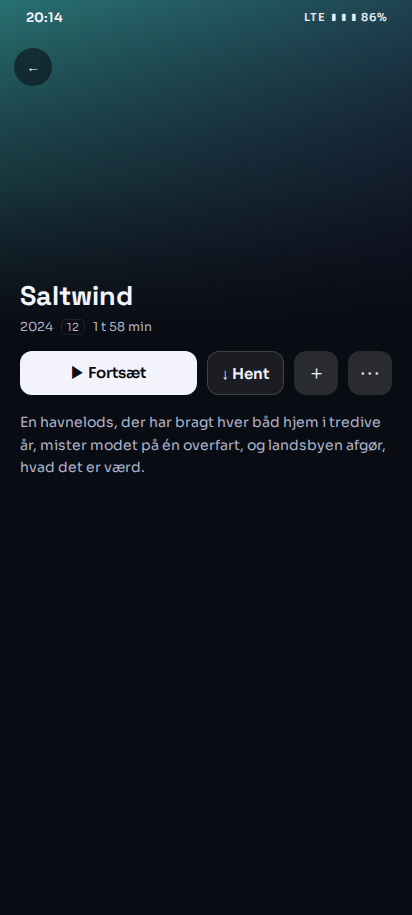 20:14
LTE 86%
←
Saltwind
2024 12 1 t 58 min
▶ Fortsæt ↓ Hent + ···
En havnelods, der har bragt hver båd hjem i tredive
år, mister modet på én overfart, og landsbyen afgør,
hvad det er værd.